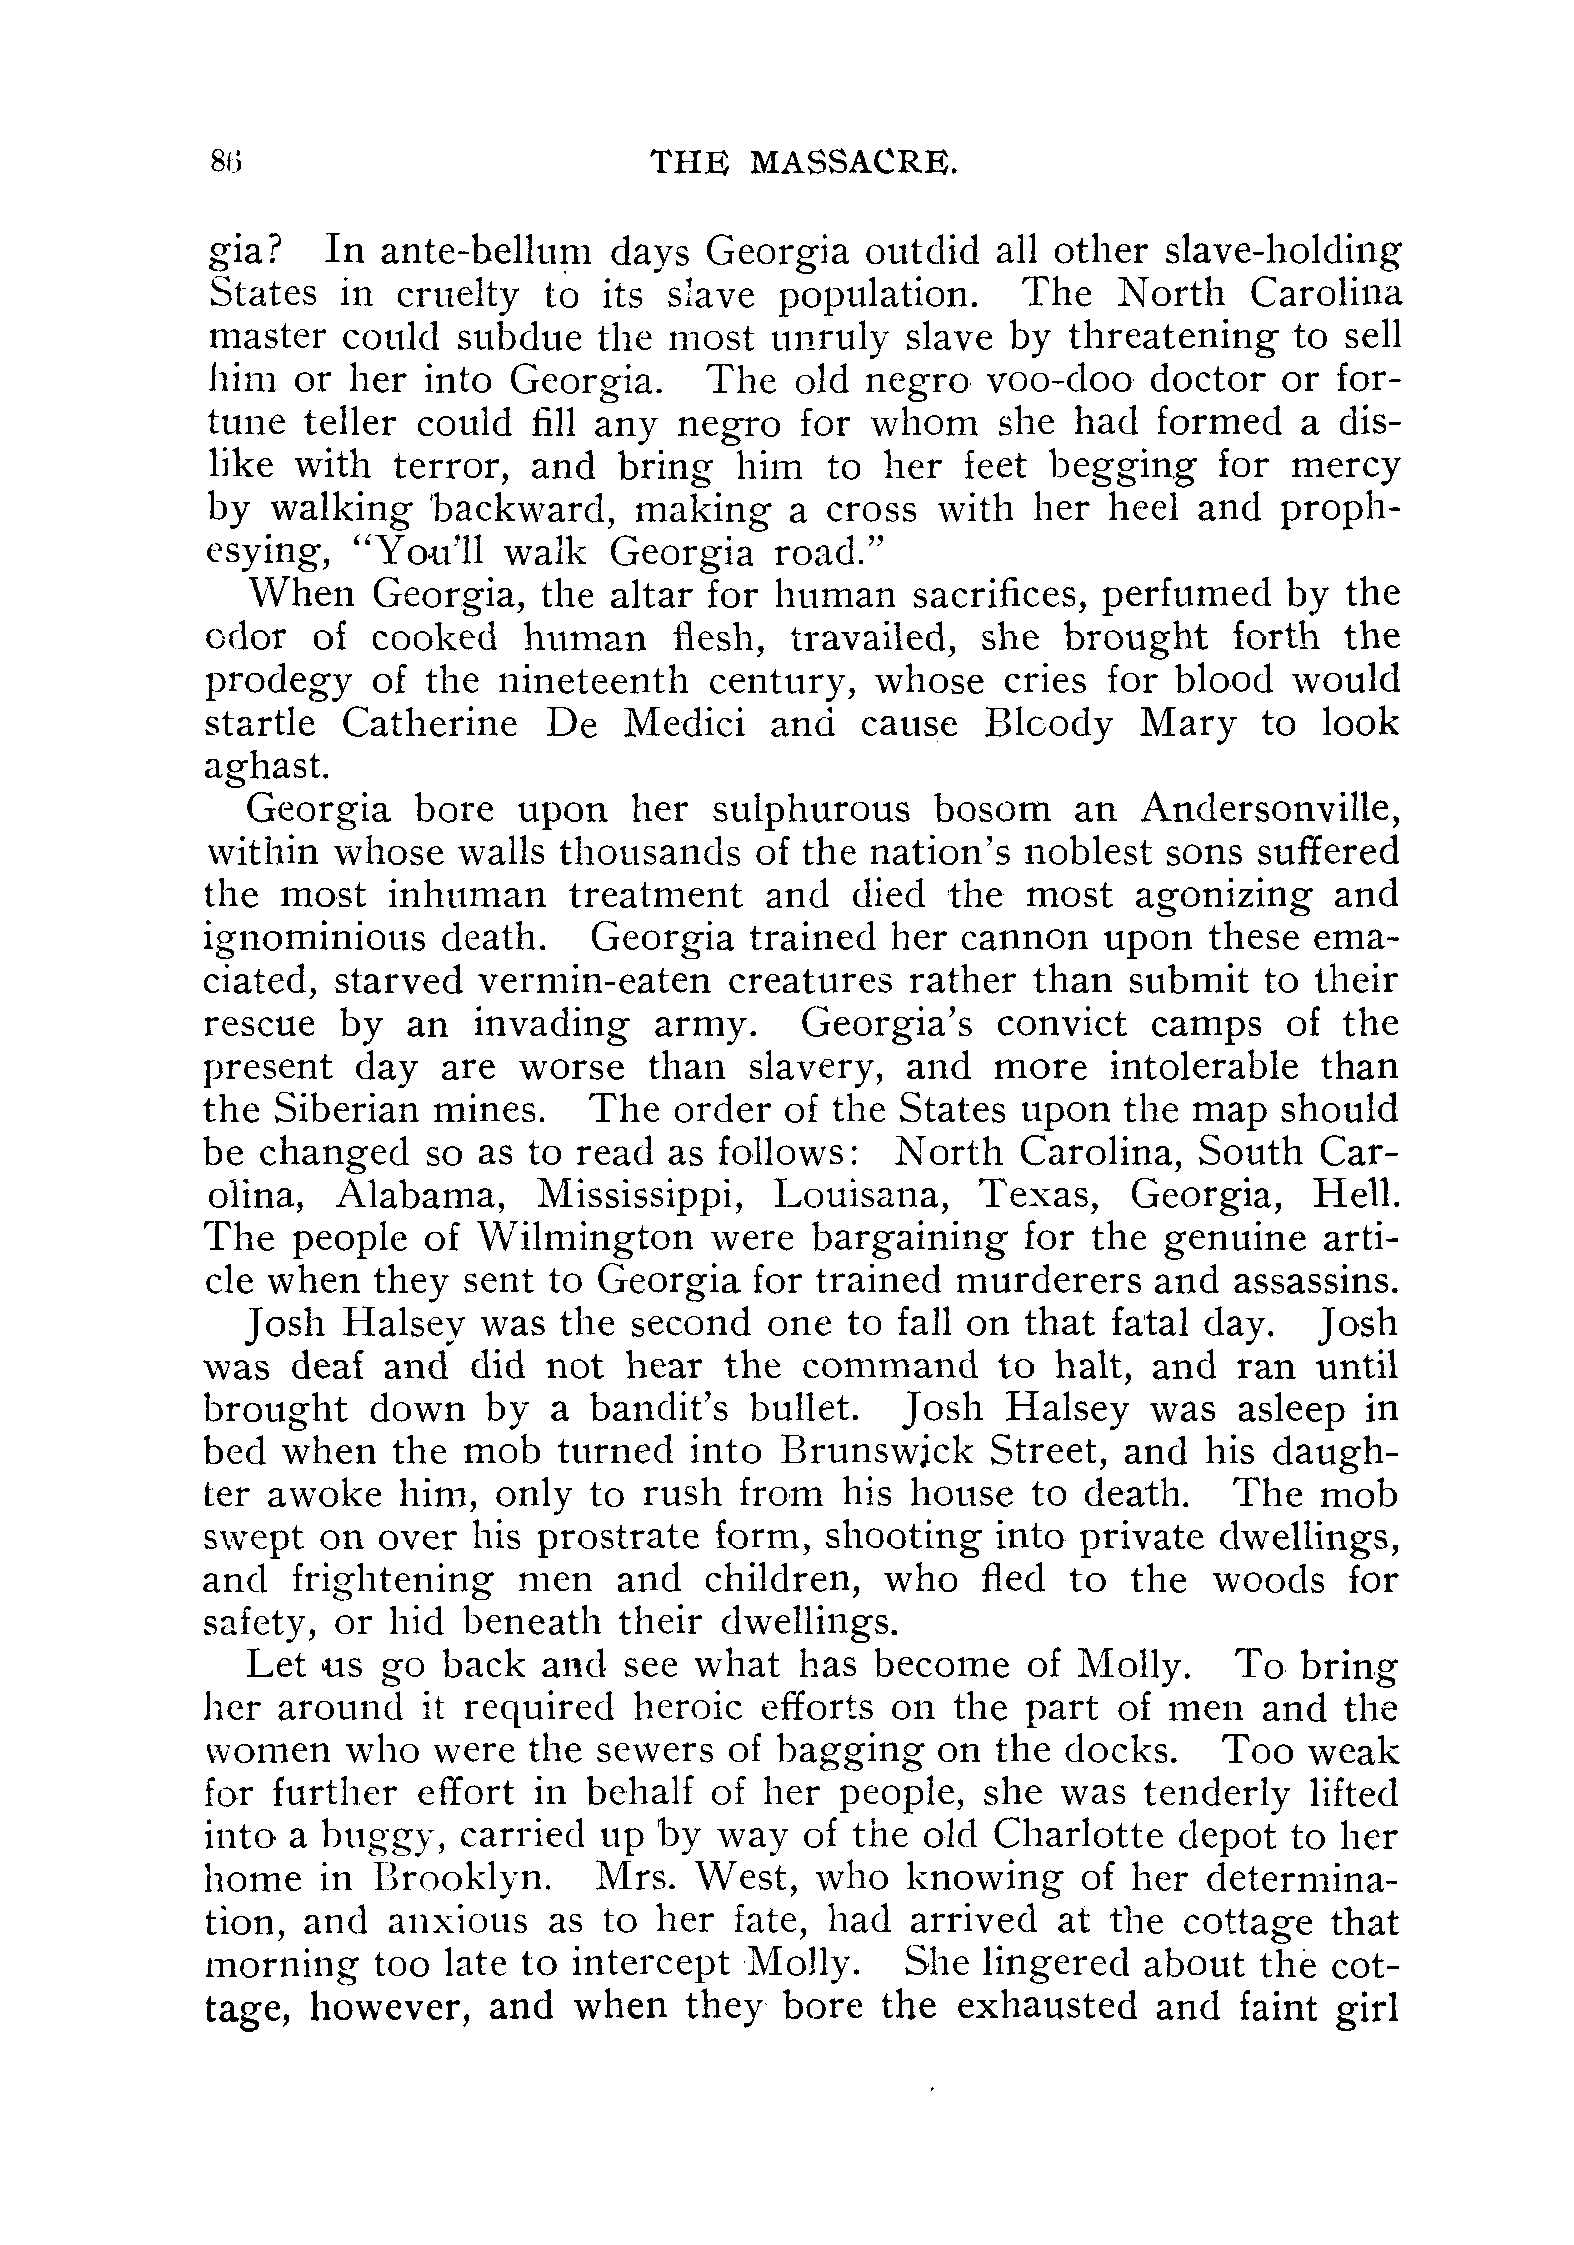 86 THE MASSACRE.
gia? In ante-bellum days Georgia outdid all other slave-holding
States in cruelty to its slave population. The North Carolina
master could subdue the most unruly slave by threatening to sell
him or her into Georgia. The old negro voo-doo doctor or for-
tune teller could fill any negro for whom she had formed a dis-
like with terror, and bring him to her feet begging for mercy
by walking backward, making a cross with her heel and proph-
esying, “You’ll walk Georgia road.”
When Georgia, the altar for human sacrifices, perfumed by the
odor of cooked human flesh, travailed, she brought forth the
prodegy of the nineteenth century, whose cries for blood would
startle Catherine De Medici and cause Bloody Mary to look
aghast.
Georgia bore upon her sulphurous bosom an Andersonville,
within whose walls thousands of the nation’s noblest sons suffered
the most inhuman treatment and died the most agonizing and
ignominious death. Georgia trained her cannon upon these ema-
ciated, starved vermin-eaten creatures rather than submit to their
rescue by an invading army. Georgia’s convict camps of the
present day are worse than slavery, and more intolerable than
the Siberian mines. The order of the States upon the map should
be changed so as to read as follows: North Carolina, South Car-
olina, Alabama, Mississippi, Louisana, Texas, Georgia, Hell.
The people of Wilmington were bargaining for the genuine arti-
cle when they sent to Georgia for trained murderers and assassins.
Josh Halsey was the second one to fall on that fatal day. Josh
was deaf and did not hear the command to halt, and ran until
brought down by a bandit’s bullet. Josh Halsey was asleep in
bed when the mob turned into Brunswick Street, and his daugh-
ter awoke him, only to rush from his house to death. The mob
swept on over his prostrate form, shooting into private dwellings,
and frightening men and children, who fled to the woods for
safety, or hid beneath their dwellings.
Let us go back and see what has become of Molly. To bring
her around it required heroic efforts on the part of men and the
women who were the sewers of bagging on the docks. Too weak
for further effort in behalf of her people, she was tenderly lifted
into a buggy, carried up by way of the old Charlotte depot to her
home in Brooklyn. Mrs. West, who knowing of her determina-
tion, and anxious as to her fate, had arrived at the cottage that
morning too late to intercept Molly. She lingered about the cot-
tage, however, and when they bore the exhausted and faint girl